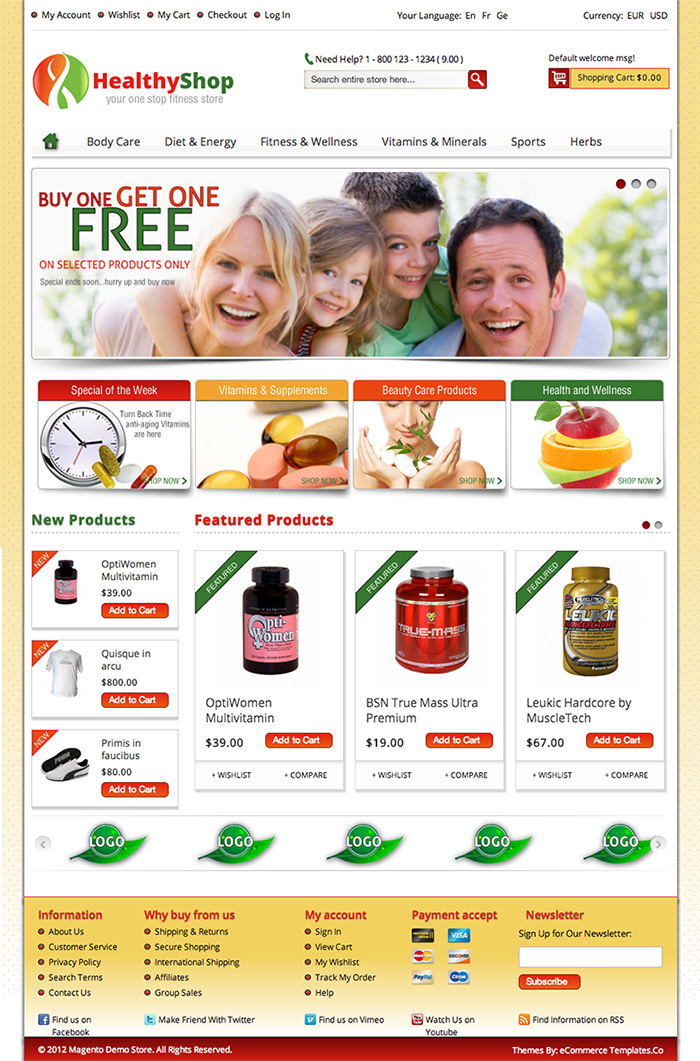 My Account Wishlist My Cart Checkout Log In
Your Language: En Fr Ge
Currency: EUR USD
HealthyShop
your one stop fitness store
Need Help? 1 - 800 123 - 1234 ( 9.00 )
Search entire store here...
Default welcome msg!
Shopping Cart: $0.00
Body Care Diet & Energy Fitness & Wellness Vitamins & Minerals Sports Herbs
BUY ONE GET ONE
FREE
ON SELECTED PRODUCTS ONLY
Special ends soon...hurry up and buy now
Special of the Week
Turn Back Time
anti-aging Vitamins
are here
SHOP NOW
Vitamins & Supplements
SHOP NOW
Beauty Care Products
SHOP NOW
Health and Wellness
SHOP NOW
New Products
NEW
OptiWomen
Multivitamin
$39.00
Add to Cart
NEW
Quisque in
arcu
$800.00
Add to Cart
NEW
Primis in
faucibus
$80.00
Add to Cart
Featured Products
FEATURED
Opti-
Women
OptiWomen
Multivitamin
$39.00
Add to Cart
+ WISHLIST + COMPARE
FEATURED
TRUE-MASS
BSN True Mass Ultra
Premium
$19.00
Add to Cart
+ WISHLIST + COMPARE
FEATURED
MUSCLETECH
LEUKIC
HARDCORE
Leukic Hardcore by
MuscleTech
$67.00
Add to Cart
+ WISHLIST + COMPARE
LOGO LOGO LOGO LOGO LOGO
Information
About Us
Customer Service
Privacy Policy
Search Terms
Contact Us
Why buy from us
Shipping & Returns
Secure Shopping
International Shipping
Affiliates
Group Sales
My account
Sign In
View Cart
My Wishlist
Track My Order
Help
Payment accept
VISA
DISCOVER
PayPal
Cirrus
Newsletter
Sign Up for Our Newsletter:
Subscribe
Find us on
Facebook
Make Friend With Twitter
Find us on Vimeo
Watch Us on
Youtube
Find Information on RSS
© 2012 Magento Demo Store. All Rights Reserved.
Themes By: eCommerce Templates.Co